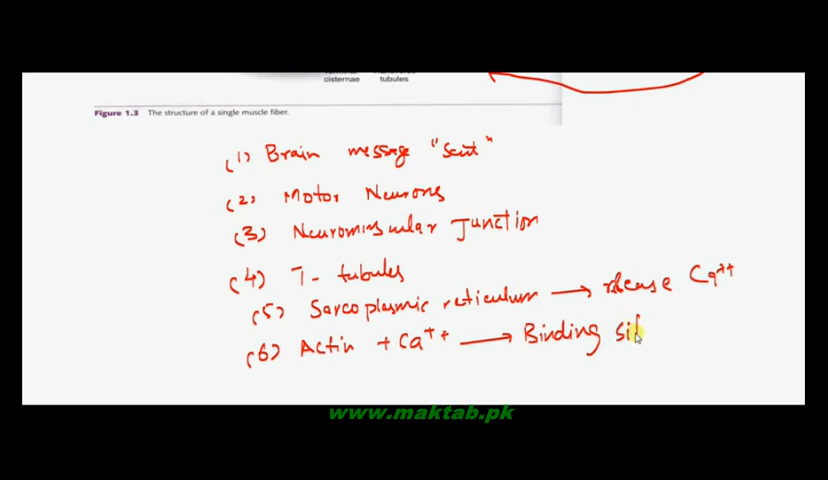 cisternae tubules
Figure 1.3 The structure of a single muscle fiber.
(1) Brain message "Sent"
(2) Motor Neurons
(3) Neuromuscular Junction
(4) T-tubules
(5) Sarcoplasmic reticulum → release Ca++
(6) Actin + Ca++ → Binding Sit
www.maktab.pk